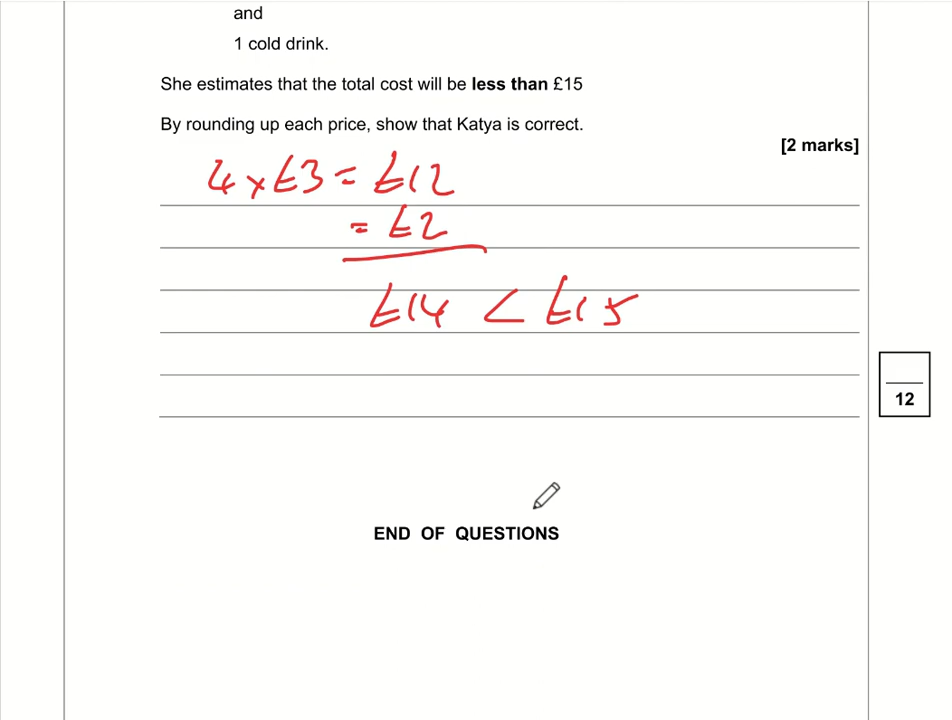 and
1 cold drink.
She estimates that the total cost will be less than £15
By rounding up each price, show that Katya is correct.
[2 marks]
4 x £3 = £12
= £2
£14 < £15
12
END OF QUESTIONS